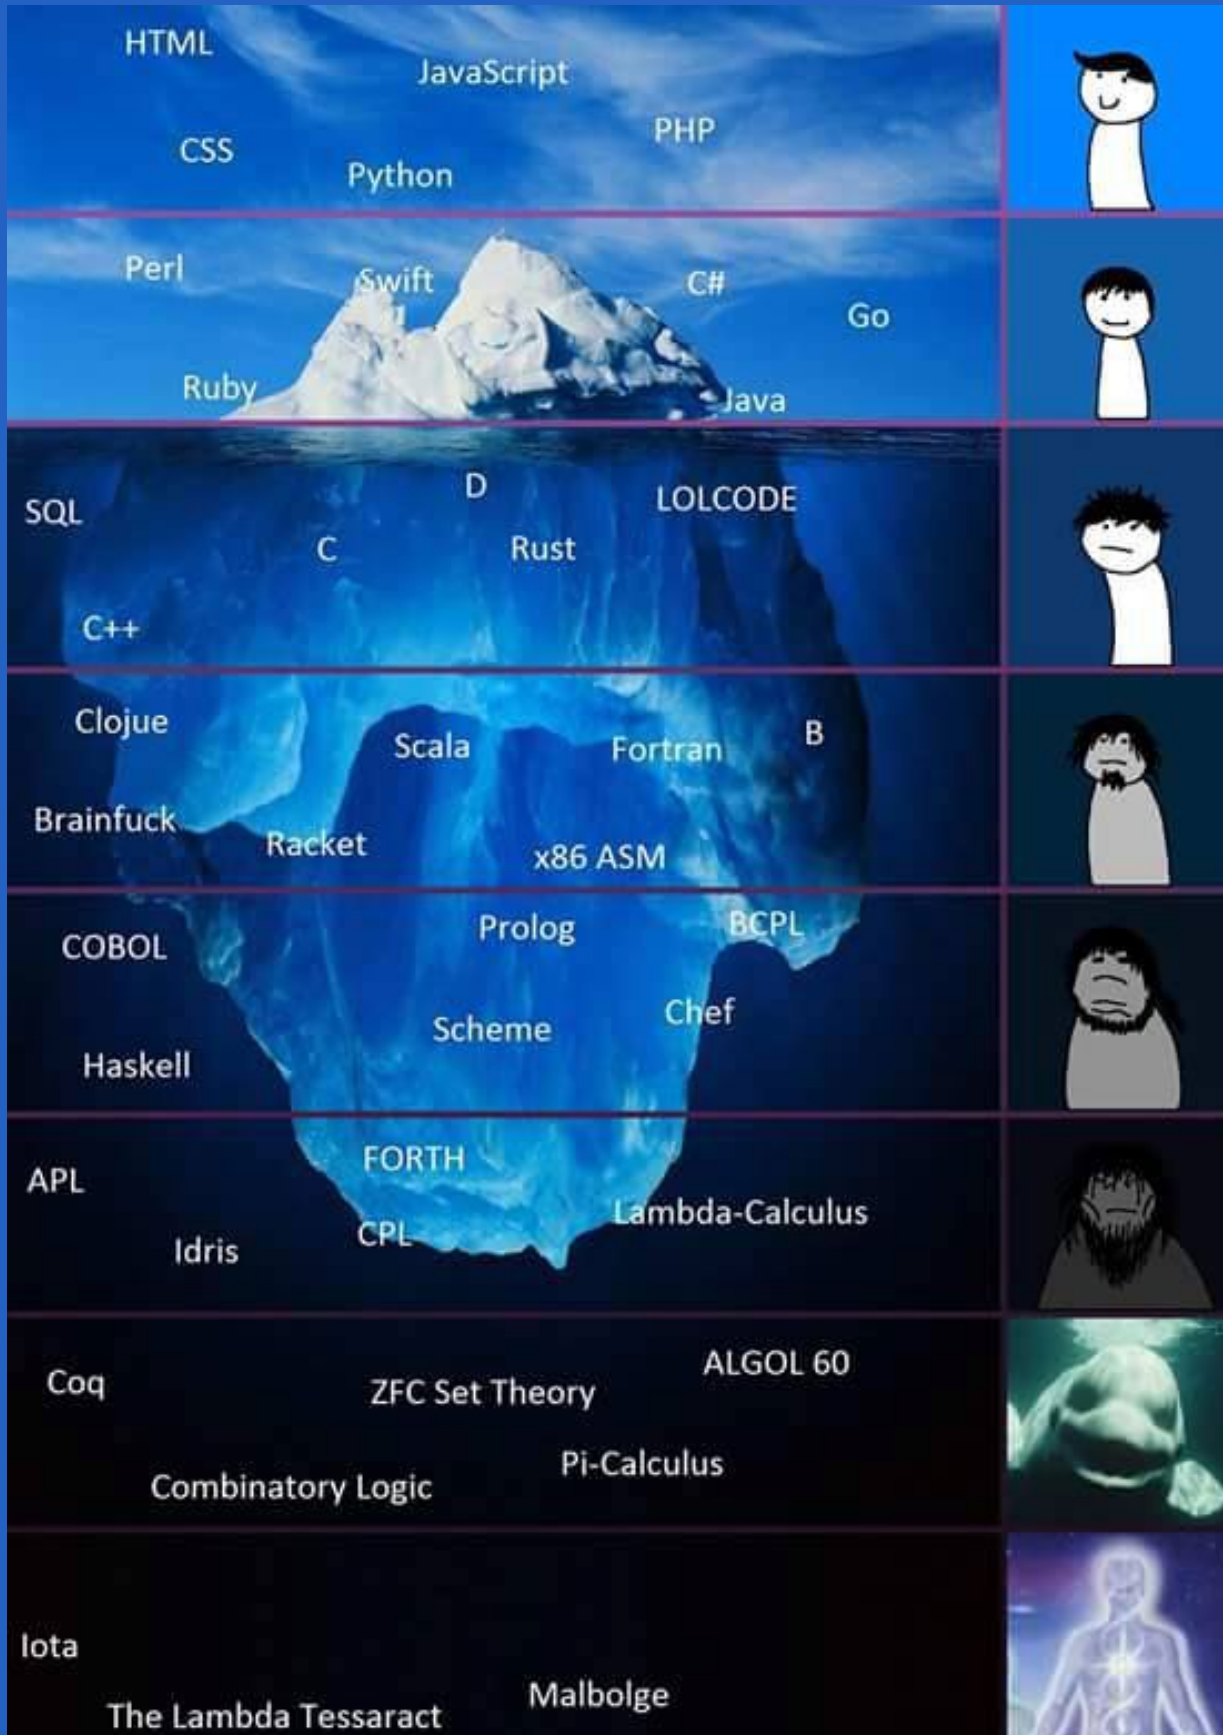 HTML
JavaScript
PHP
CSS
Python
Perl
Swift
C#
Go
Ruby
Java
D
SQL
LOLCODE
C
Rust
C++
Clojue
Scala
Fortran
B
Brainfuck
Racket
x86 ASM
COBOL
Prolog
BCPL
Scheme
Chef
Haskell
FORTH
APL
Lambda-Calculus
CPL
Idris
ALGOL 60
Coq
ZFC Set Theory
Pi-Calculus
Combinatory Logic
Iota
Malbolge
The Lambda Tessaract